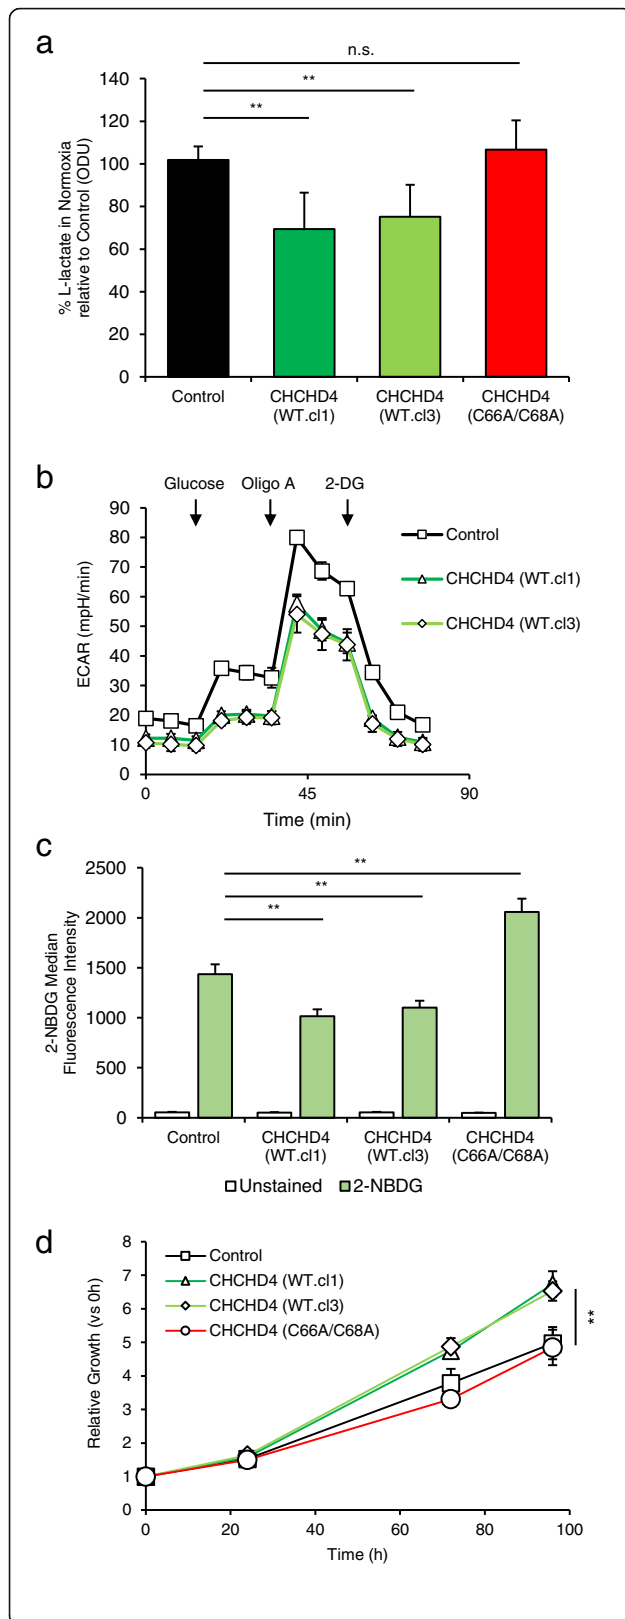 a
n.s.
**
**
140
120
100
80
60
40
20
0
% L-lactate in Normoxia
relative to Control (ODU)
Control
CHCHD4
(WT.cl1)
CHCHD4
(WT.cl3)
CHCHD4
(C66A/C68A)
b
Glucose
Oligo A
2-DG
90
80
70
60
50
40
30
20
10
0
ECAR (mpH/min)
Control
CHCHD4 (WT.cl1)
CHCHD4 (WT.cl3)
0
45
90
Time (min)
c
**
**
**
2500
2000
1500
1000
500
0
2-NBDG Median
Fluorescence Intensity
Control
CHCHD4
(WT.cl1)
CHCHD4
(WT.cl3)
CHCHD4
(C66A/C68A)
Unstained
2-NBDG
d
8
7
6
5
4
3
2
1
0
Relative Growth (vs 0h)
Control
CHCHD4 (WT.cl1)
CHCHD4 (WT.cl3)
CHCHD4 (C66A/C68A)
**
0
20
40
60
80
100
Time (h)